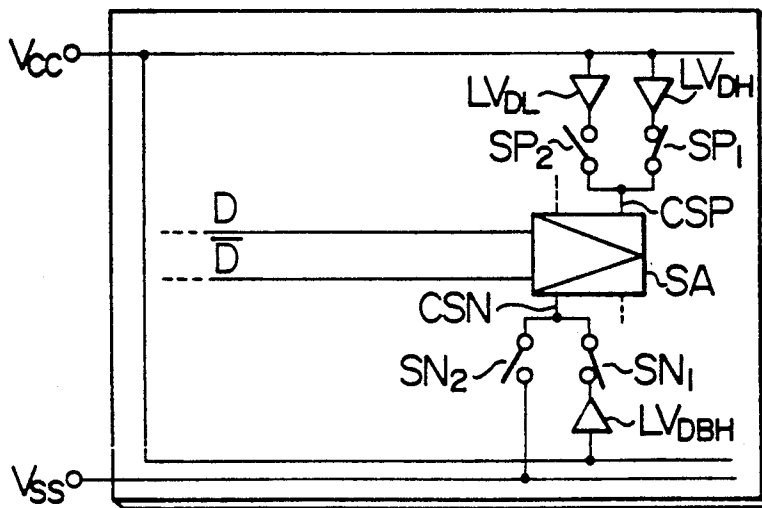 VCC
LVDL
LVDH
SP2
SP1
D
CSP
D̅
SA
CSN
SN2
SN1
LVDBH
VSS